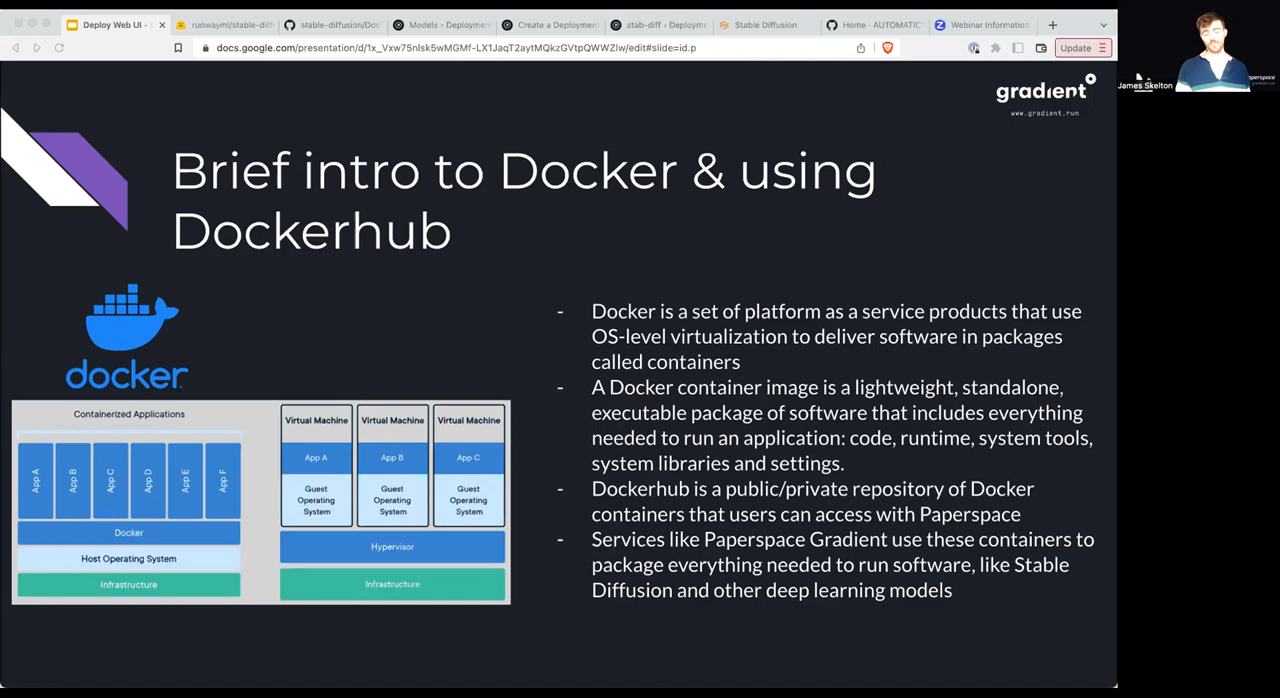 Deploy Web UI -
runwayml/stable-diff
stable-diffusion/Doc
Models › Deployment
Create a Deployment
stab-diff › Deploym
Stable Diffusion
Home · AUTOMATIC
Webinar Information
docs.google.com/presentation/d/1x_Vxw75nlsk5wMGMf-LX1JaqT2aytMQkzGVtpQWWZlw/edit#slide=id.p
Update
James Skelton
gradient
www.gradient.run
Brief intro to Docker & using
Dockerhub
docker
Containerized Applications
App A
App B
App C
App D
App E
App F
Docker
Host Operating System
Infrastructure
Virtual Machine
Virtual Machine
Virtual Machine
App A
App B
App C
Guest
Operating
System
Guest
Operating
System
Guest
Operating
System
Hypervisor
Infrastructure
- Docker is a set of platform as a service products that use
OS-level virtualization to deliver software in packages
called containers
- A Docker container image is a lightweight, standalone,
executable package of software that includes everything
needed to run an application: code, runtime, system tools,
system libraries and settings.
- Dockerhub is a public/private repository of Docker
containers that users can access with Paperspace
- Services like Paperspace Gradient use these containers to
package everything needed to run software, like Stable
Diffusion and other deep learning models